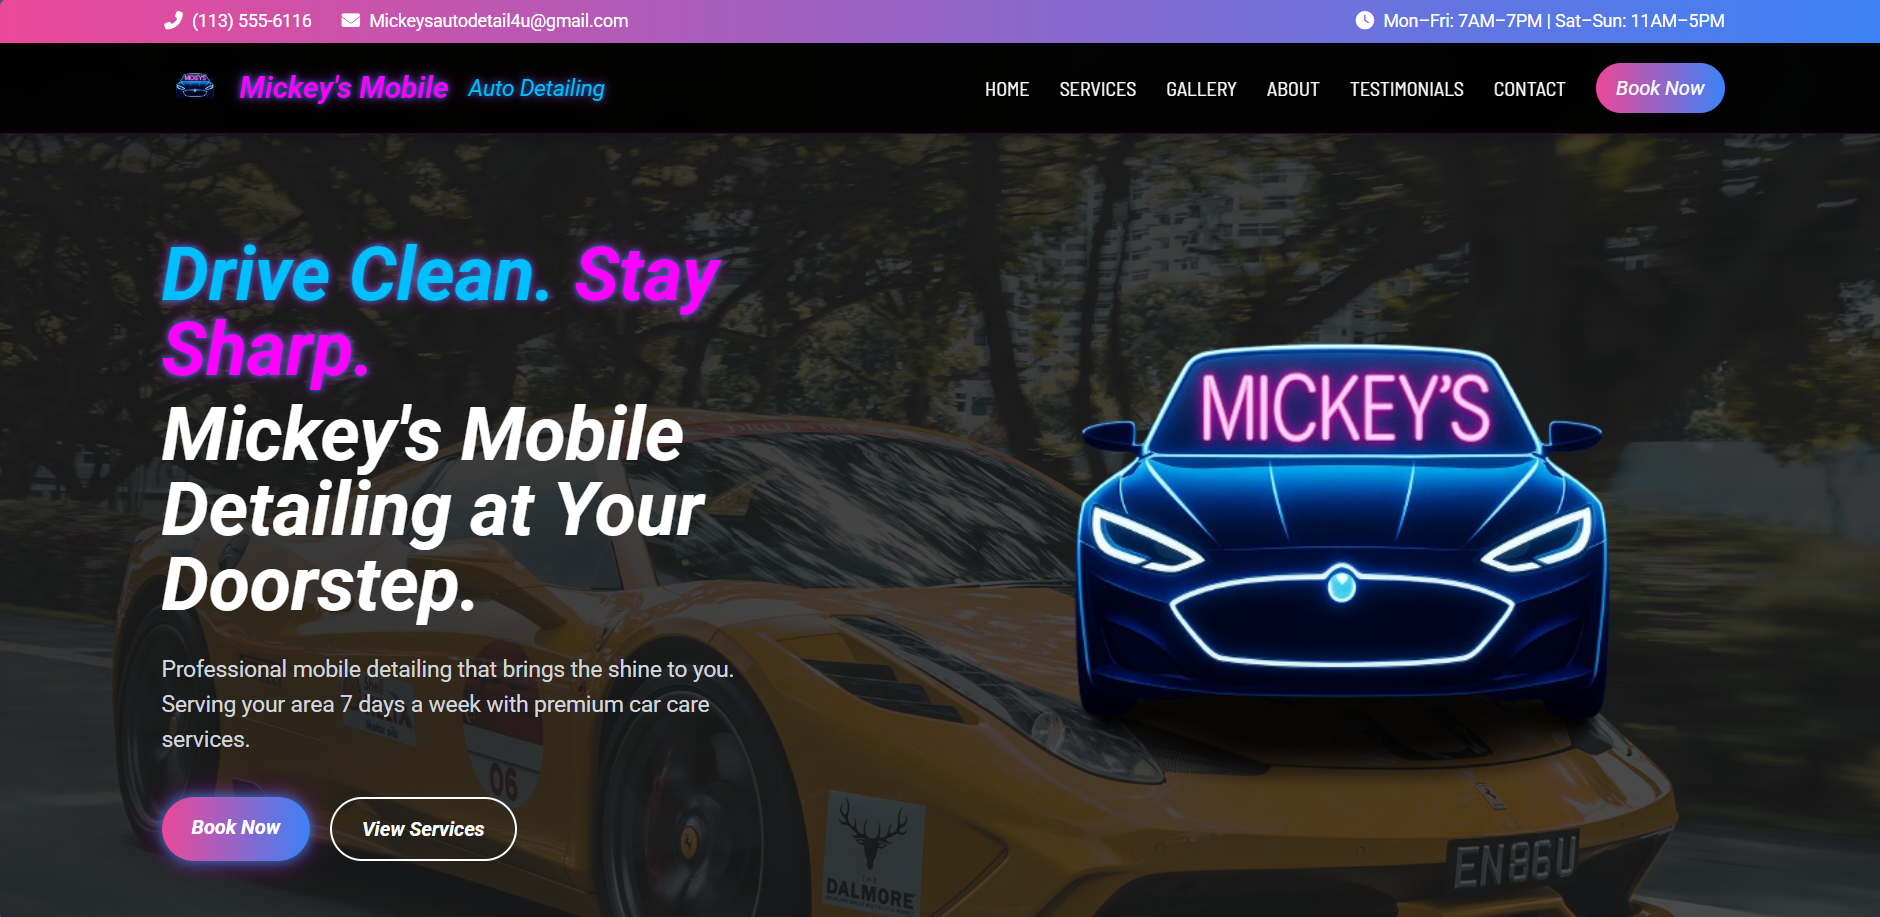 (113) 555-6116 Mickeysautodetail4u@gmail.com Mon–Fri: 7AM–7PM | Sat–Sun: 11AM–5PM
MICKEYS
Mickey's Mobile Auto Detailing HOME SERVICES GALLERY ABOUT TESTIMONIALS CONTACT Book Now
Drive Clean. Stay
Sharp.
Mickey's Mobile
Detailing at Your
Doorstep.
Professional mobile detailing that brings the shine to you.
Serving your area 7 days a week with premium car care
services.
Book Now View Services
MICKEY'S
06
THE
DALMORE
EN86U